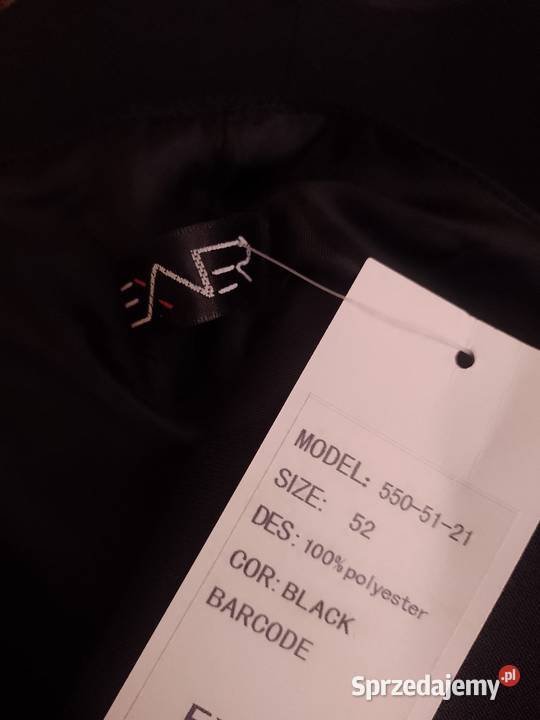 MODEL: 550-51-21
SIZE: 52
DES: 100% polyester
COR: BLACK
BARCODE
Sprzedajemy.pl